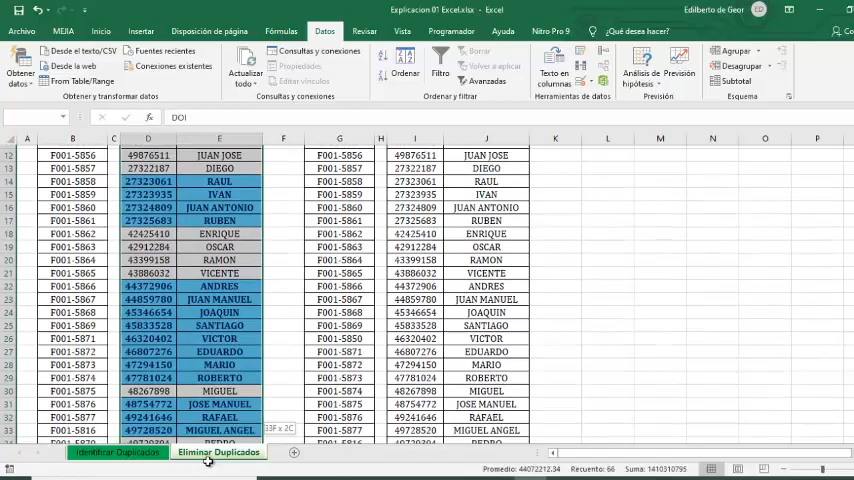 Explicacion 01 Excel.xlsx - Excel
Edilberto de Geor
ED
Archivo MEJIA Inicio Insertar Disposición de página Fórmulas Datos Revisar Vista Programador Ayuda Nitro Pro 9 ¿Qué desea hacer? Co
Obtener datos
Desde el texto/CSV
Desde la web
From Table/Range
Fuentes recientes
Conexiones existentes
Obtener y transformar datos
Actualizar todo
Consultas y conexiones
Propiedades
Editar vínculos
Consultas y conexiones
Ordenar
Filtro
Borrar
Volver a aplicar
Avanzadas
Ordenar y filtrar
Texto en columnas
Herramientas de datos
Análisis de hipótesis
Previsión
Previsión
Agrupar
Desagrupar
Subtotal
Esquema
fx DOI
A B C D E F G H I J K L M N O P
12 F001-5856 49876511 JUAN JOSE F001-5856 49876511 JUAN JOSE
13 F001-5857 27322187 DIEGO F001-5857 27322187 DIEGO
14 F001-5858 27323061 RAUL F001-5858 27323061 RAUL
15 F001-5859 27323935 IVAN F001-5859 27323935 IVAN
16 F001-5860 27324809 JUAN ANTONIO F001-5860 27324809 JUAN ANTONIO
17 F001-5861 27325683 RUBEN F001-5861 27325683 RUBEN
18 F001-5862 42425410 ENRIQUE F001-5862 42425410 ENRIQUE
19 F001-5863 42912284 OSCAR F001-5863 42912284 OSCAR
20 F001-5864 43399158 RAMON F001-5864 43399158 RAMON
21 F001-5865 43886032 VICENTE F001-5865 43886032 VICENTE
22 F001-5866 44372906 ANDRES F001-5866 44372906 ANDRES
23 F001-5867 44859780 JUAN MANUEL F001-5867 44859780 JUAN MANUEL
24 F001-5868 45346654 JOAQUIN F001-5868 45346654 JOAQUIN
25 F001-5869 45833528 SANTIAGO F001-5869 45833528 SANTIAGO
26 F001-5871 46320402 VICTOR F001-5850 46320402 VICTOR
27 F001-5872 46807276 EDUARDO F001-5871 46807276 EDUARDO
28 F001-5873 47294150 MARIO F001-5872 47294150 MARIO
29 F001-5874 47781024 ROBERTO F001-5873 47781024 ROBERTO
30 F001-5875 48267898 MIGUEL F001-5874 48267898 MIGUEL
31 F001-5876 48754772 JOSE MANUEL F001-5875 48754772 JOSE MANUEL
32 F001-5877 49241646 RAFAEL F001-5876 49241646 RAFAEL
33 F001-5878 49728520 MIGUEL ANGEL F001-5877 49728520 MIGUEL ANGEL
33F x 2C
Identificar Duplicados Eliminar Duplicados
Promedio: 44072212.34 Recuento: 66 Suma: 1410310795